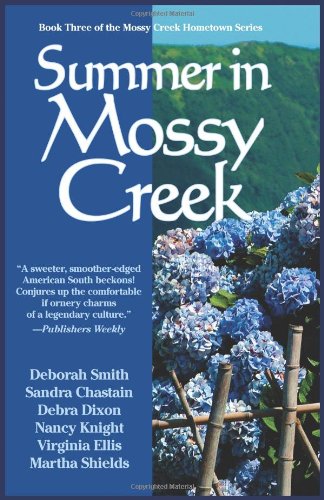 Book Three of the Mossy Creek Hometown Series
Summer in
Mossy
Creek
“A sweeter, smoother-edged
American South beckons!
Conjures up the comfortable
if ornery charms
of a legendary culture.”
—Publishers Weekly
Deborah Smith
Sandra Chastain
Debra Dixon
Nancy Knight
Virginia Ellis
Martha Shields